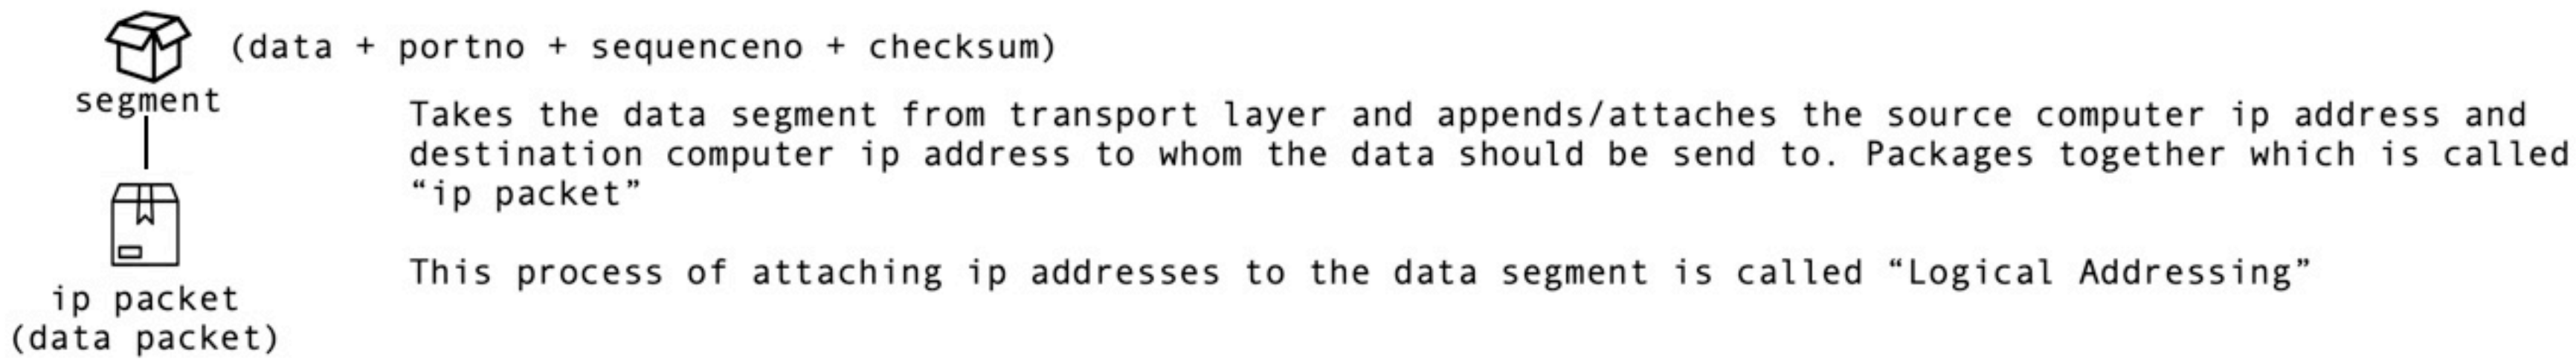 (data + portno + sequenceno + checksum)
segment
Takes the data segment from transport layer and appends/attaches the source computer ip address and
destination computer ip address to whom the data should be send to. Packages together which is called
“ip packet”
This process of attaching ip addresses to the data segment is called “Logical Addressing”
ip packet
(data packet)